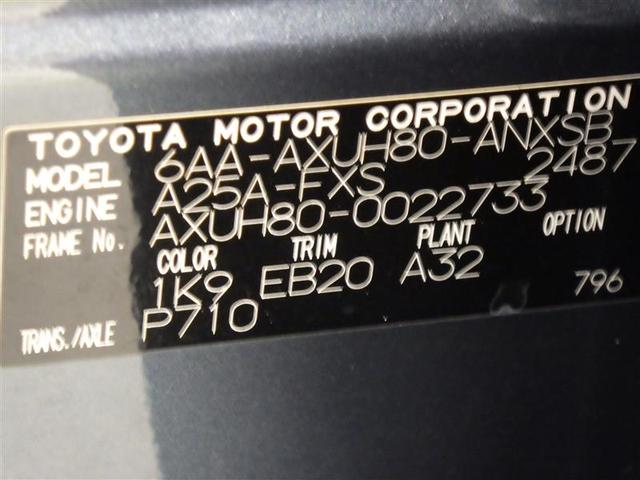 TOYOTA MOTOR CORPORATION
MODEL 6AA-AXUH80-ANXSB
ENGINE A25A-FXS 2487
FRAME No. AXUH80-0022733
COLOR TRIM PLANT OPTION
1K9 EB20 A32 796
TRANS./AXLE P710